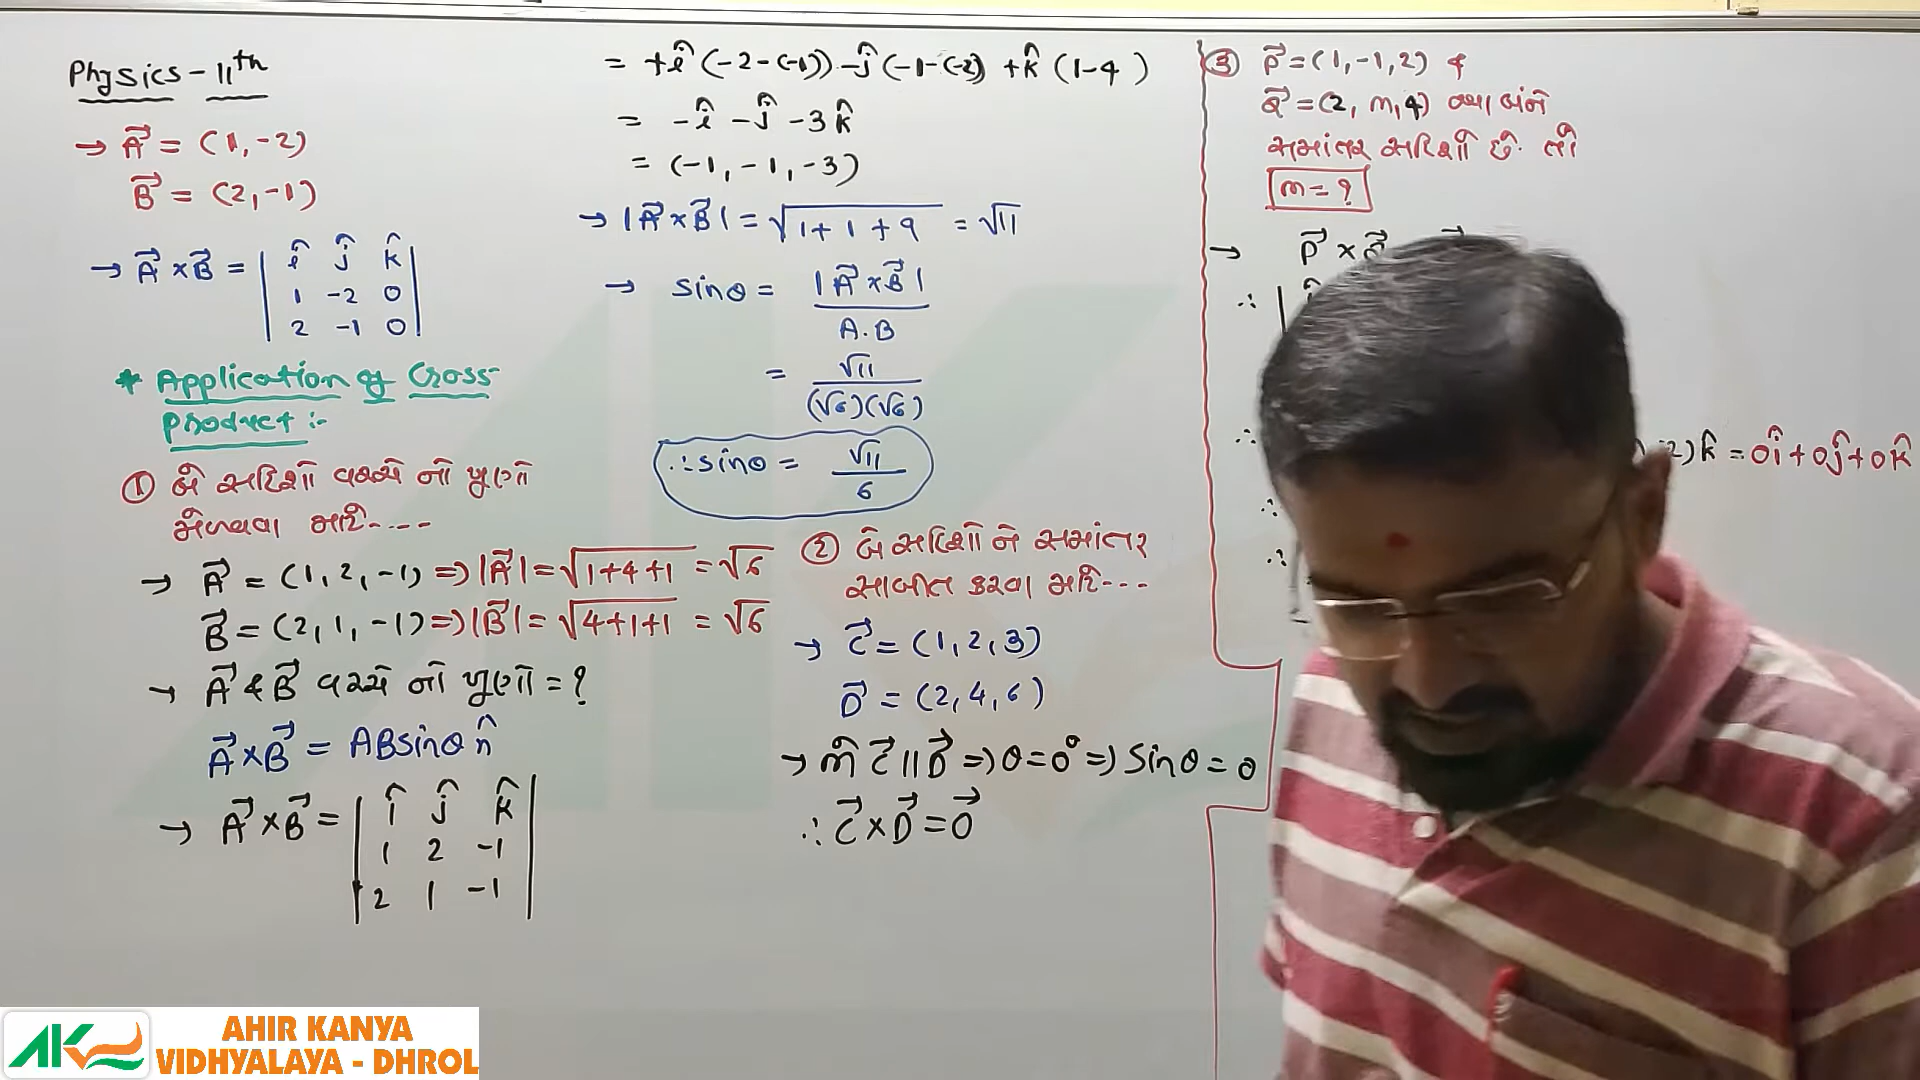 Physics - 11th
→ A⃗ = (1, -2)
B⃗ = (2, -1)
→ A⃗ × B⃗ = | î ĵ k̂ |
| 1 -2 0 |
| 2 -1 0 |
* Application of Cross
product :-
① બે સદિશો વચ્ચે નો ખૂણો
મેળવવા માટે----
→ A⃗ = (1, 2, -1) ⇒ |A⃗| = √1+4+1 = √6
B⃗ = (2, 1, -1) ⇒ |B⃗| = √4+1+1 = √6
→ A⃗ & B⃗ વચ્ચે નો ખૂણો = ?
A⃗ × B⃗ = ABsinθ n̂
→ A⃗ × B⃗ = | î ĵ k̂ |
| 1 2 -1 |
| 2 1 -1 |
= +î (-2-(-1)) -ĵ (-1-(-2)) +k̂ (1-4)
= -î -ĵ -3k̂
= (-1, -1, -3)
→ |A⃗ × B⃗| = √1+1+9 = √11
→ sinθ = |A⃗ × B⃗|
A.B
= √11
(√6)(√6)
∴ sinθ = √11
6
② બે સદિશો ને સમાંતર
સાબીત કરવા માટે---
→ C⃗ = (1, 2, 3)
D⃗ = (2, 4, 6)
→ જો C⃗ || D⃗ ⇒ θ = 0° ⇒ Sinθ = 0
∴ C⃗ × D⃗ = 0⃗
③ P⃗ = (1, -1, 2) &
Q⃗ = (2, m, 4) બંને
સમાંતર સદિશો છે. તો
m = ?
→ P⃗ ×
∴ |
∴ 2)k̂ = 0î + 0ĵ + 0k̂
∴
∴
AK
AHIR KANYA
VIDHYALAYA - DHROL